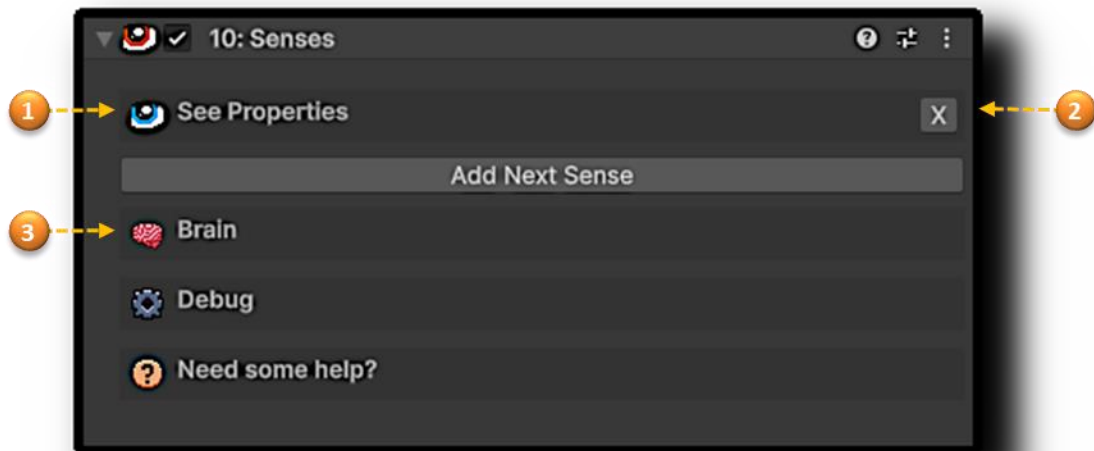 10: Senses
1 See Properties X 2
Add Next Sense
3 Brain
Debug
Need some help?